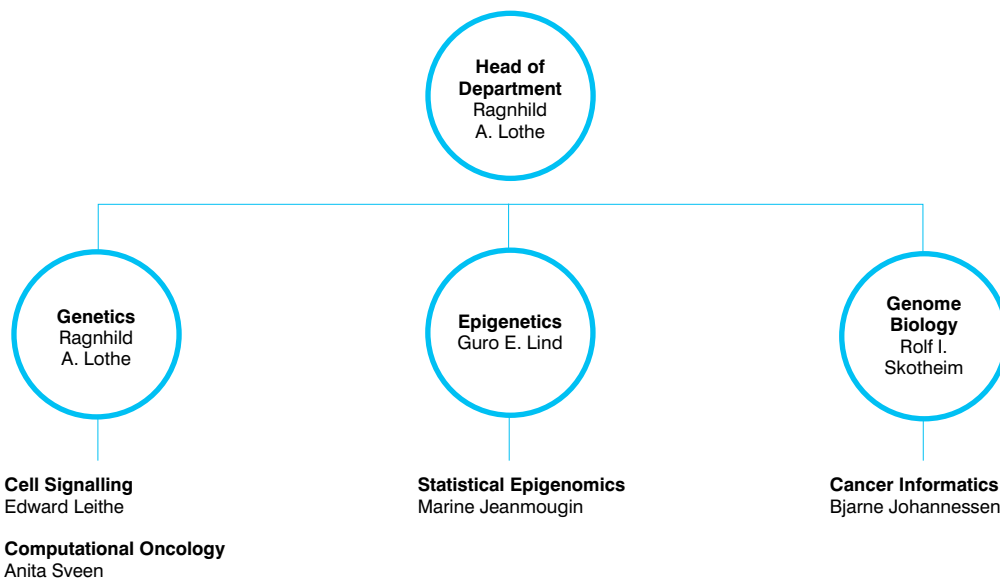 Head of
Department
Ragnhild
A. Lothe
Genetics
Ragnhild
A. Lothe
Epigenetics
Guro E. Lind
Genome
Biology
Rolf I.
Skotheim
Cell Signalling
Edward Leithe
Computational Oncology
Anita Sveen
Statistical Epigenomics
Marine Jeanmougin
Cancer Informatics
Bjarne Johannessen